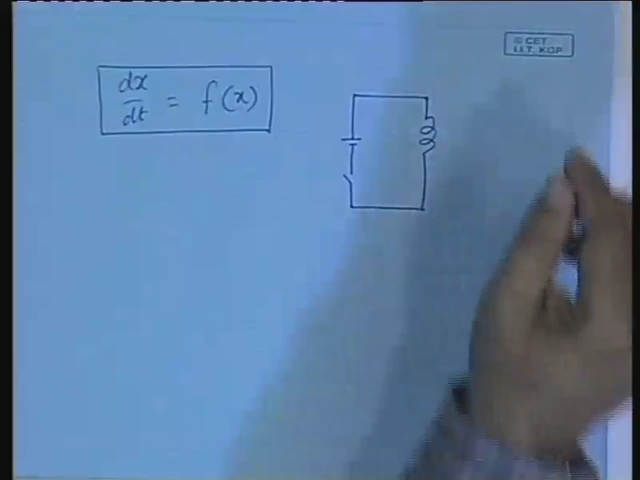 © CET
I.I.T. KGP
dx/dt = f(x)